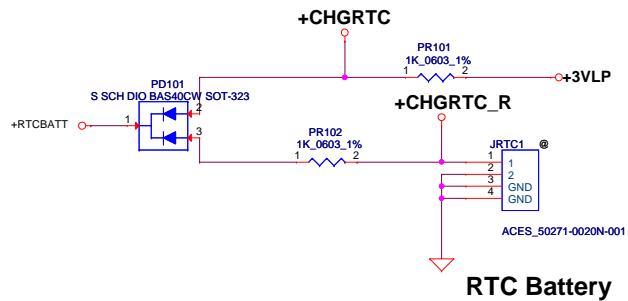 +CHGRTC
PR101
1K_0603_1%
1 2
+3VLP
PD101
S SCH DIO BAS40CW SOT-323
2
+RTCBATT
1
3
+CHGRTC_R
PR102
1K_0603_1%
1 2
JRTC1 @
1 1
2 2
3 GND
4 GND
ACES_50271-0020N-001
RTC Battery